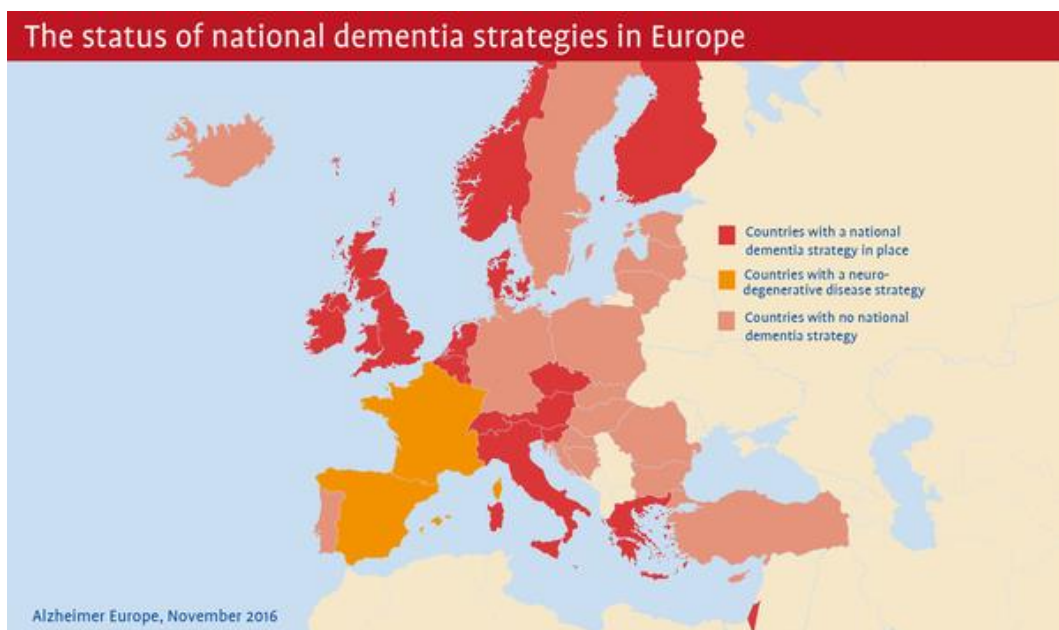 The status of national dementia strategies in Europe
Countries with a national
dementia strategy in place
Countries with a neuro-
degenerative disease strategy
Countries with no national
dementia strategy
Alzheimer Europe, November 2016